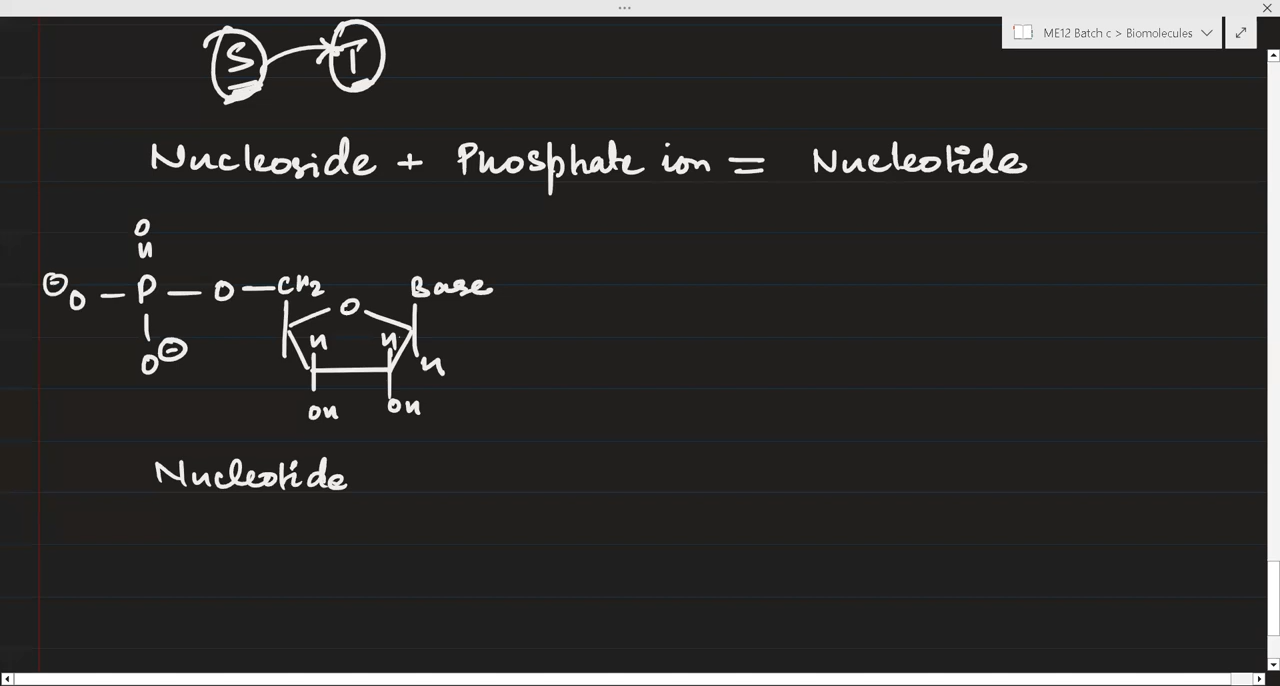 ME12 Batch c > Biomolecules
S → T
Nucleoside + Phosphate ion = Nucleotide
O
⊖O — P — O — CH2 Base
O
H H
O⊖ H
OH OH
Nucleotide